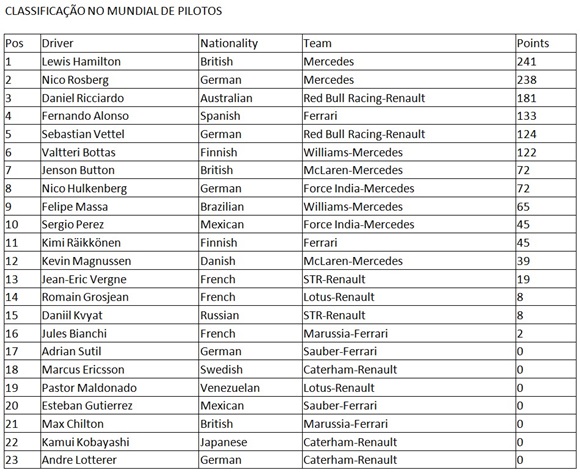 CLASSIFICAÇÃO NO MUNDIAL DE PILOTOS
Pos Driver Nationality Team Points
1 Lewis Hamilton British Mercedes 241
2 Nico Rosberg German Mercedes 238
3 Daniel Ricciardo Australian Red Bull Racing-Renault 181
4 Fernando Alonso Spanish Ferrari 133
5 Sebastian Vettel German Red Bull Racing-Renault 124
6 Valtteri Bottas Finnish Williams-Mercedes 122
7 Jenson Button British McLaren-Mercedes 72
8 Nico Hulkenberg German Force India-Mercedes 72
9 Felipe Massa Brazilian Williams-Mercedes 65
10 Sergio Perez Mexican Force India-Mercedes 45
11 Kimi Räikkönen Finnish Ferrari 45
12 Kevin Magnussen Danish McLaren-Mercedes 39
13 Jean-Eric Vergne French STR-Renault 19
14 Romain Grosjean French Lotus-Renault 8
15 Daniil Kvyat Russian STR-Renault 8
16 Jules Bianchi French Marussia-Ferrari 2
17 Adrian Sutil German Sauber-Ferrari 0
18 Marcus Ericsson Swedish Caterham-Renault 0
19 Pastor Maldonado Venezuelan Lotus-Renault 0
20 Esteban Gutierrez Mexican Sauber-Ferrari 0
21 Max Chilton British Marussia-Ferrari 0
22 Kamui Kobayashi Japanese Caterham-Renault 0
23 Andre Lotterer German Caterham-Renault 0